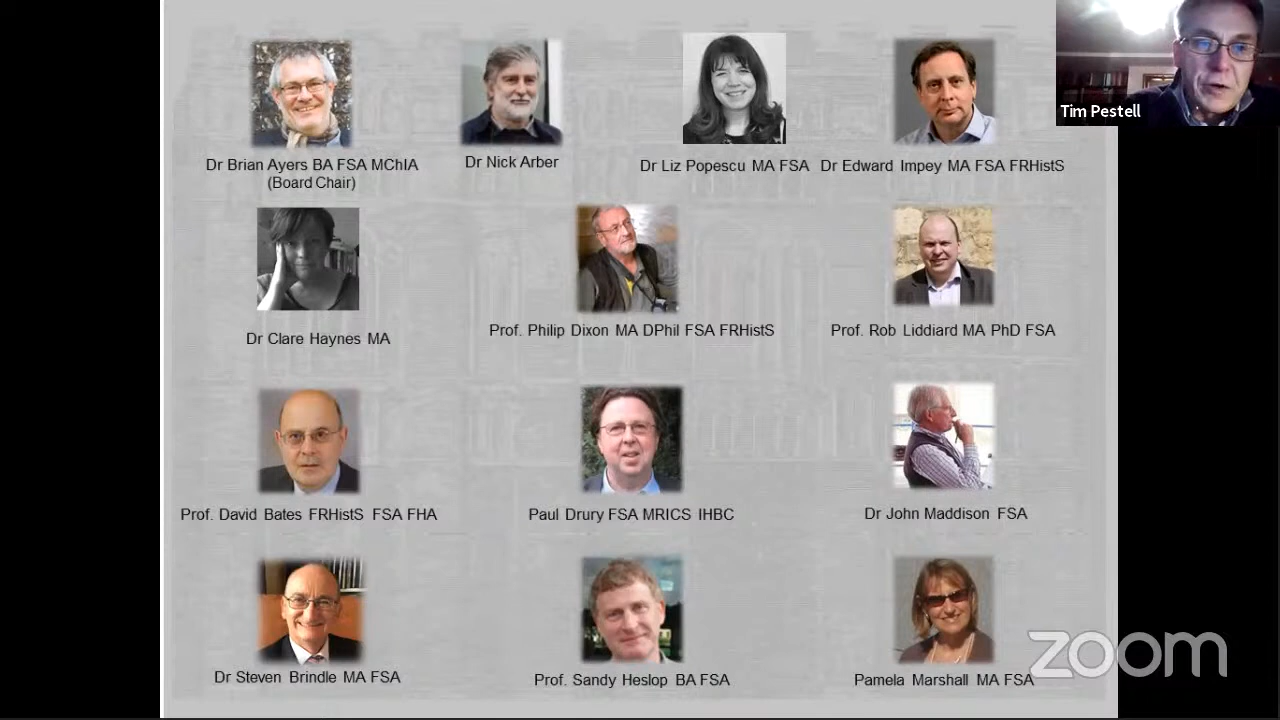 Tim Pestell
Dr Brian Ayers BA FSA MChIA
(Board Chair)
Dr Nick Arber
Dr Liz Popescu MA FSA
Dr Edward Impey MA FSA FRHistS
Dr Clare Haynes MA
Prof. Philip Dixon MA DPhil FSA FRHistS
Prof. Rob Liddiard MA PhD FSA
Prof. David Bates FRHistS FSA FHA
Paul Drury FSA MRICS IHBC
Dr John Maddison FSA
Dr Steven Brindle MA FSA
Prof. Sandy Heslop BA FSA
Pamela Marshall MA FSA
zoom